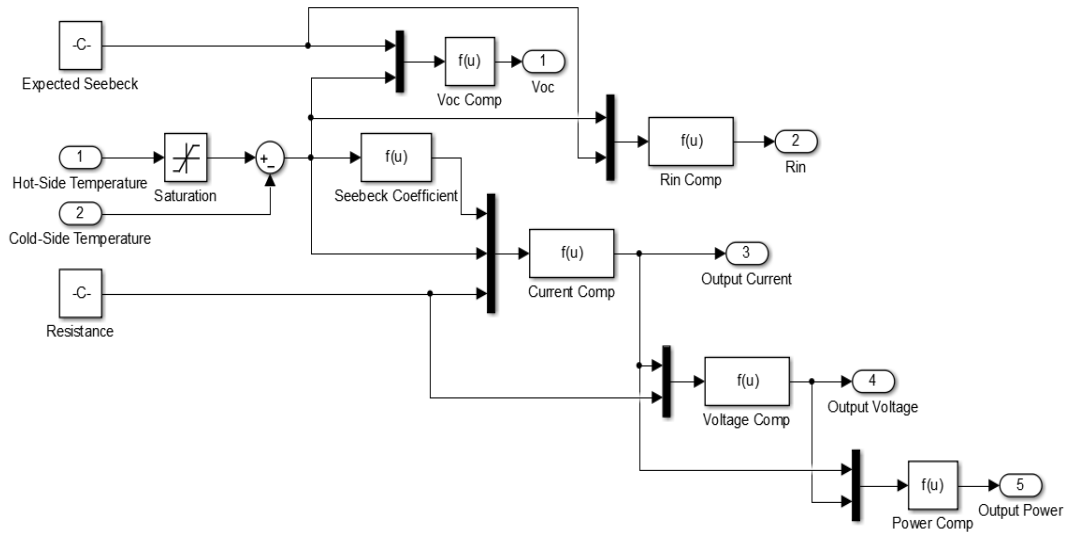 -C-
Expected Seebeck
f(u)
Voc Comp
1
Voc
f(u)
Rin Comp
2
Rin
1
Hot-Side Temperature
Saturation
+
-
f(u)
Seebeck Coefficient
2
Cold-Side Temperature
-C-
Resistance
f(u)
Current Comp
3
Output Current
f(u)
Voltage Comp
4
Output Voltage
f(u)
Power Comp
5
Output Power